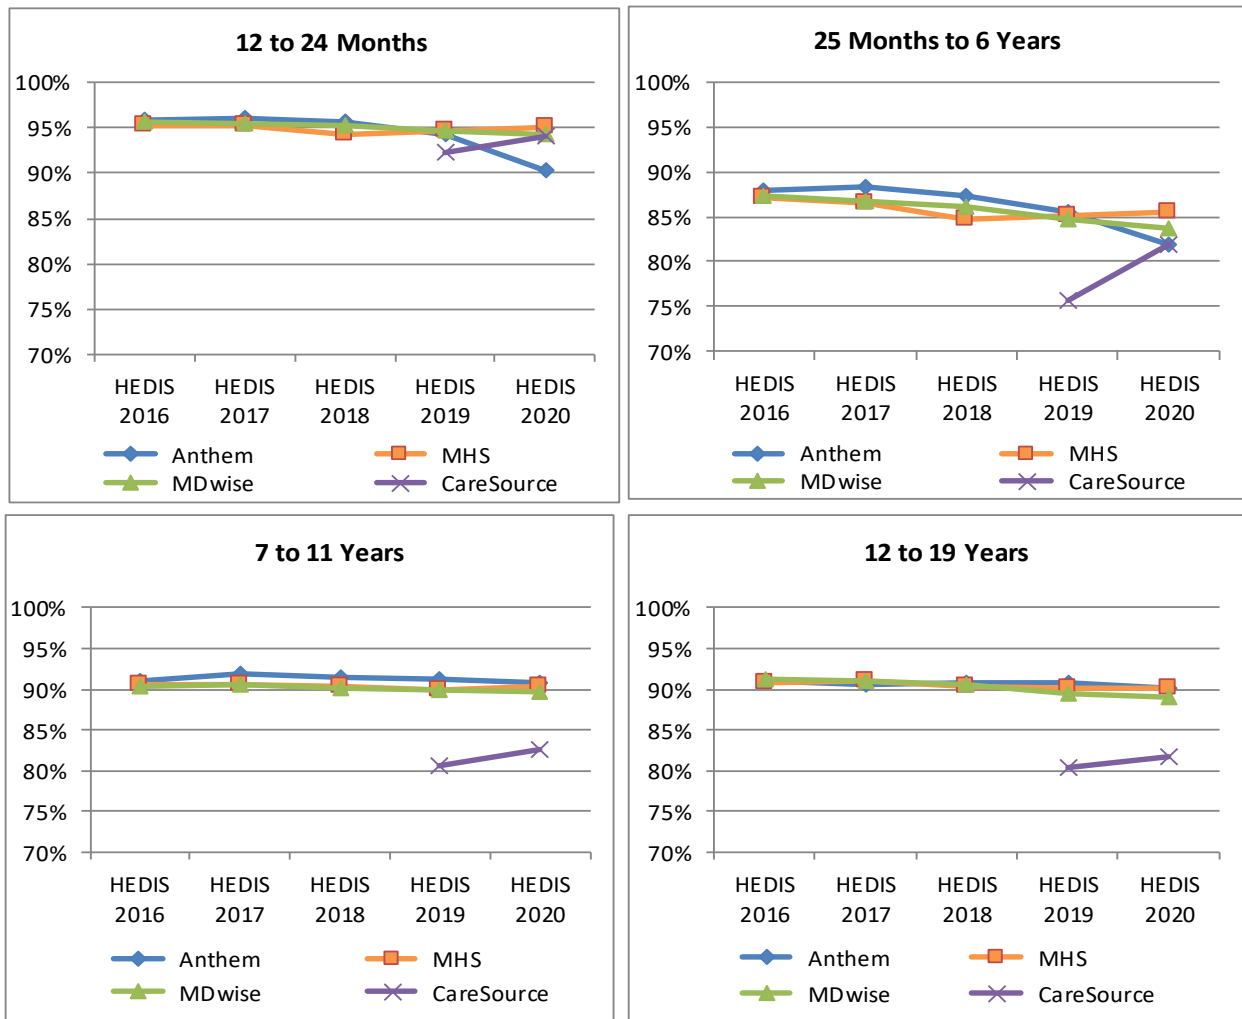 12 to 24 Months
100%
95%
90%
85%
80%
75%
70%
HEDIS HEDIS HEDIS HEDIS HEDIS
2016 2017 2018 2019 2020
Anthem MHS
MDwise CareSource
25 Months to 6 Years
100%
95%
90%
85%
80%
75%
70%
HEDIS HEDIS HEDIS HEDIS HEDIS
2016 2017 2018 2019 2020
Anthem MHS
MDwise CareSource
7 to 11 Years
100%
95%
90%
85%
80%
75%
70%
HEDIS HEDIS HEDIS HEDIS HEDIS
2016 2017 2018 2019 2020
Anthem MHS
MDwise CareSource
12 to 19 Years
100%
95%
90%
85%
80%
75%
70%
HEDIS HEDIS HEDIS HEDIS HEDIS
2016 2017 2018 2019 2020
Anthem MHS
MDwise CareSource